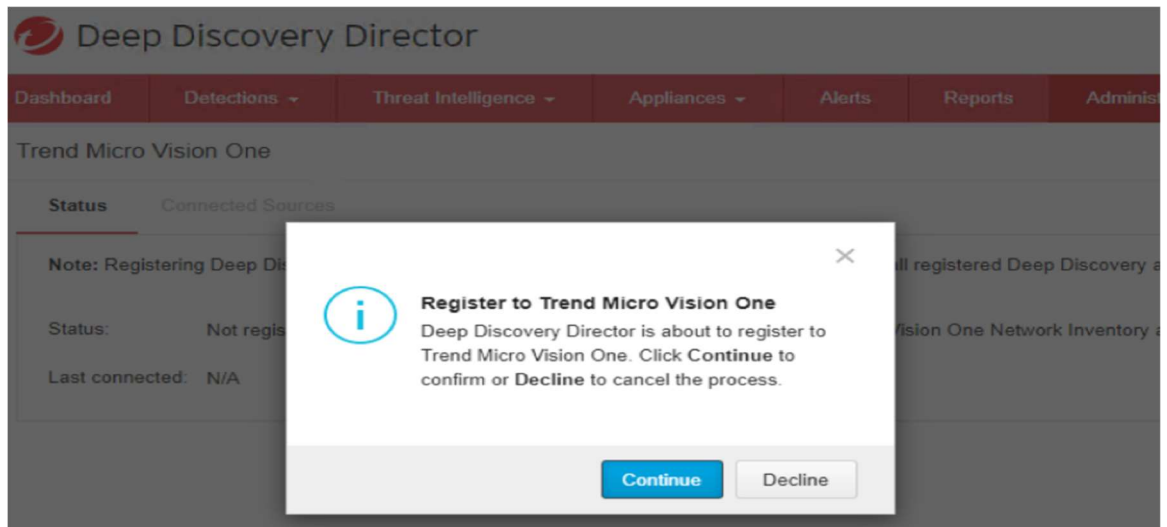 Deep Discovery Director
Dashboard Detections Threat Intelligence Appliances Alerts Reports Administ
Trend Micro Vision One
Status Connected Sources
Note: Registering Deep Dis ll registered Deep Discovery a
Status: Not regis Vision One Network Inventory a
Last connected: N/A
Register to Trend Micro Vision One
Deep Discovery Director is about to register to
Trend Micro Vision One. Click Continue to
confirm or Decline to cancel the process.
Continue Decline